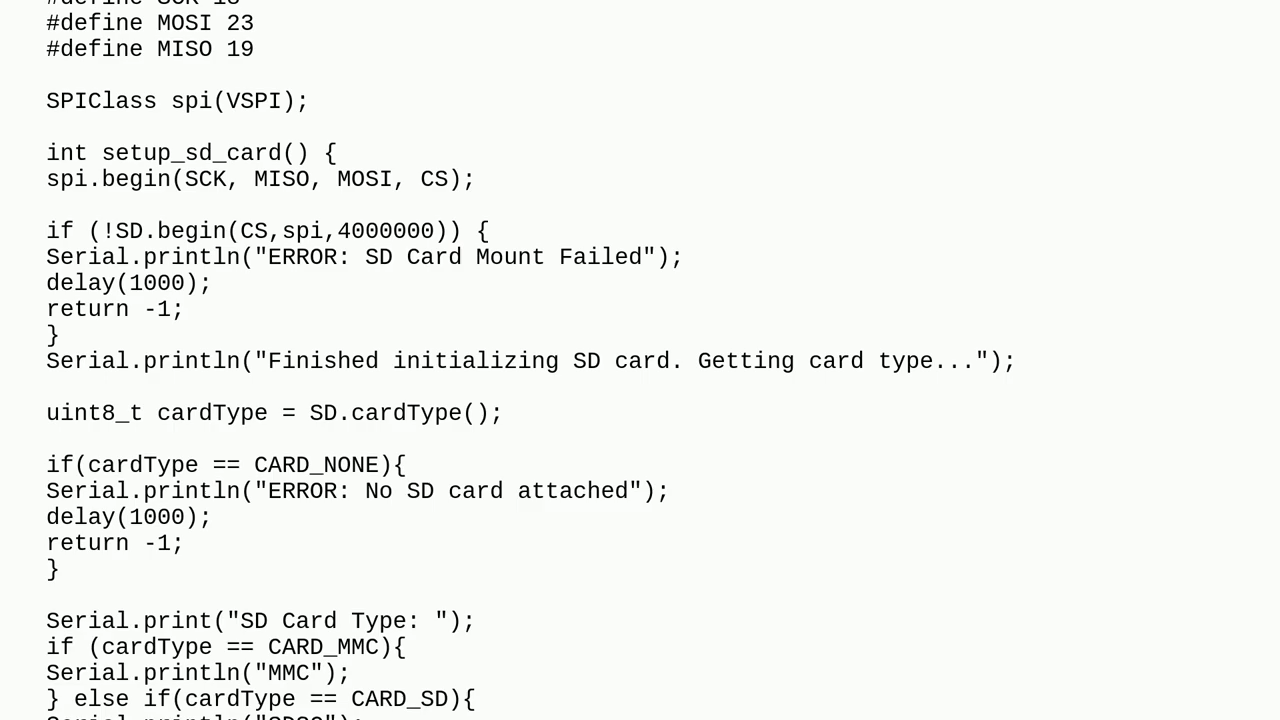 #define SCK 18
#define MOSI 23
#define MISO 19
SPIClass spi(VSPI);
int setup_sd_card() {
spi.begin(SCK, MISO, MOSI, CS);
if (!SD.begin(CS,spi,4000000)) {
Serial.println("ERROR: SD Card Mount Failed");
delay(1000);
return -1;
}
Serial.println("Finished initializing SD card. Getting card type...");
uint8_t cardType = SD.cardType();
if(cardType == CARD_NONE){
Serial.println("ERROR: No SD card attached");
delay(1000);
return -1;
}
Serial.print("SD Card Type: ");
if (cardType == CARD_MMC){
Serial.println("MMC");
} else if(cardType == CARD_SD){